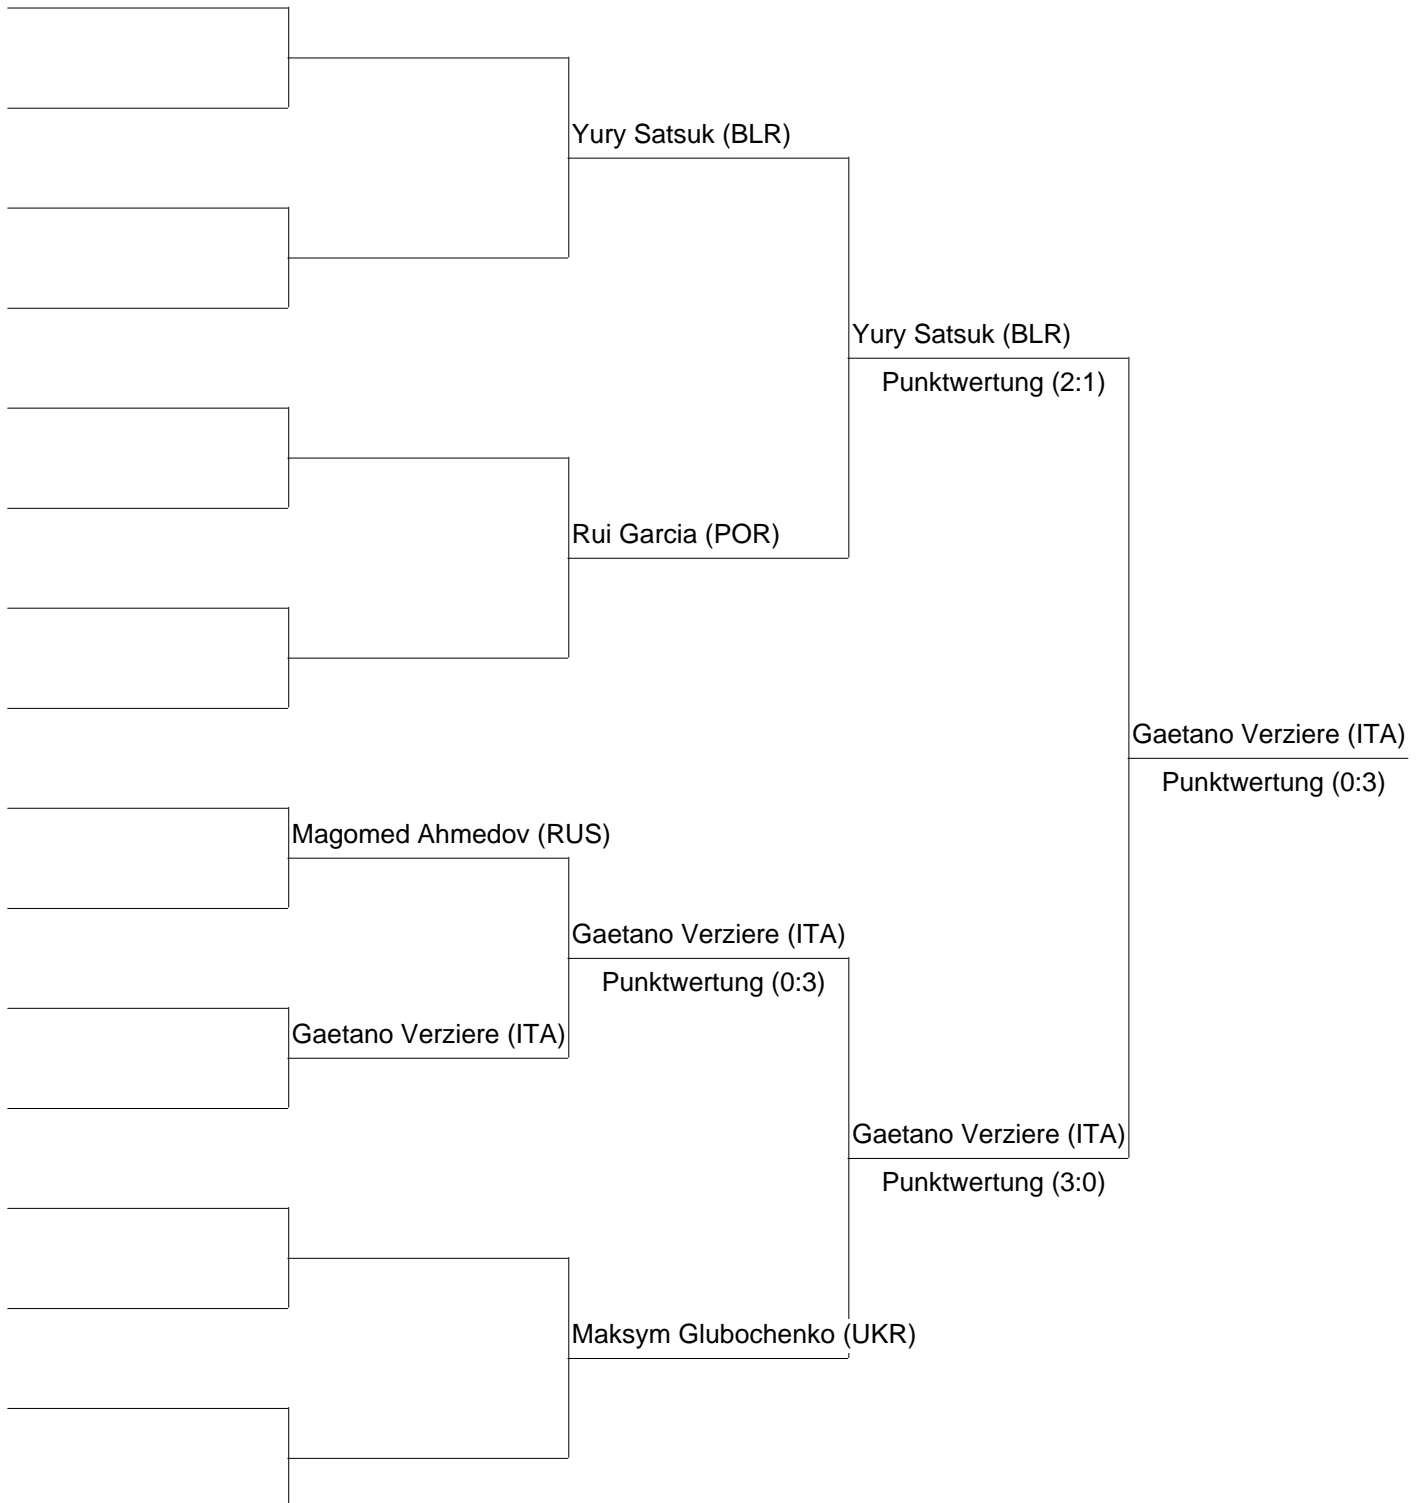 Yury Satsuk (BLR)
Yury Satsuk (BLR)
Punktwertung (2:1)
Rui Garcia (POR)
Gaetano Verziere (ITA)
Punktwertung (0:3)
Magomed Ahmedov (RUS)
Gaetano Verziere (ITA)
Punktwertung (0:3)
Gaetano Verziere (ITA)
Gaetano Verziere (ITA)
Punktwertung (3:0)
Maksym Glubochenko (UKR)